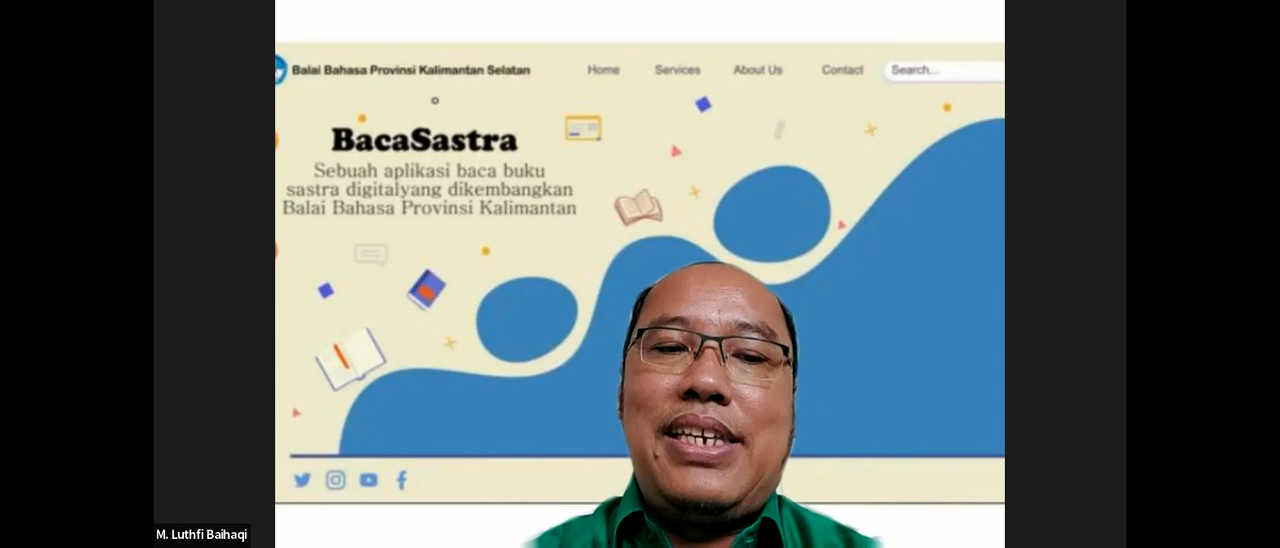 Balai Bahasa Provinsi Kalimantan Selatan
Home Services About Us Contact Search...
BacaSastra
Sebuah aplikasi baca buku
sastra digitalyang dikembangkan
Balai Bahasa Provinsi Kalimantan
M. Luthfi Baihaqi